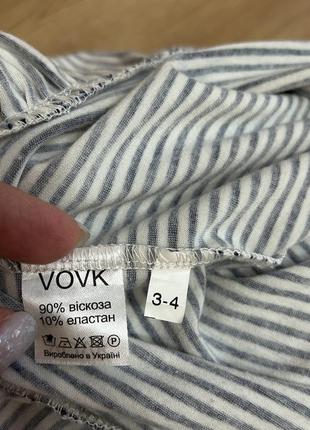 VOVK
90% віскоза
10% еластан
Вироблено в Україні
3-4